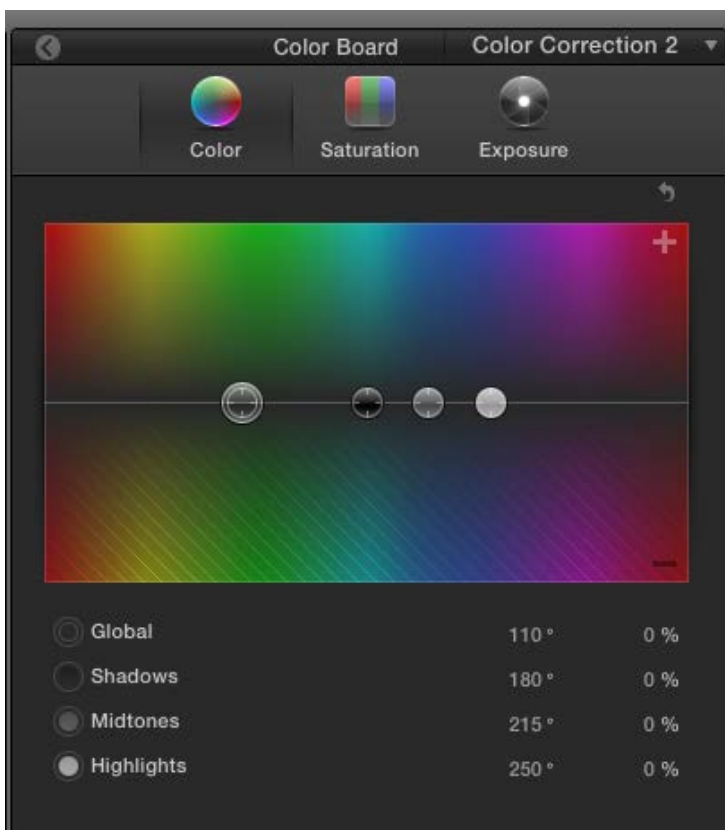 Color Board
Color Correction 2
Color
Saturation
Exposure
Global 110 ° 0 %
Shadows 180 ° 0 %
Midtones 215 ° 0 %
Highlights 250 ° 0 %